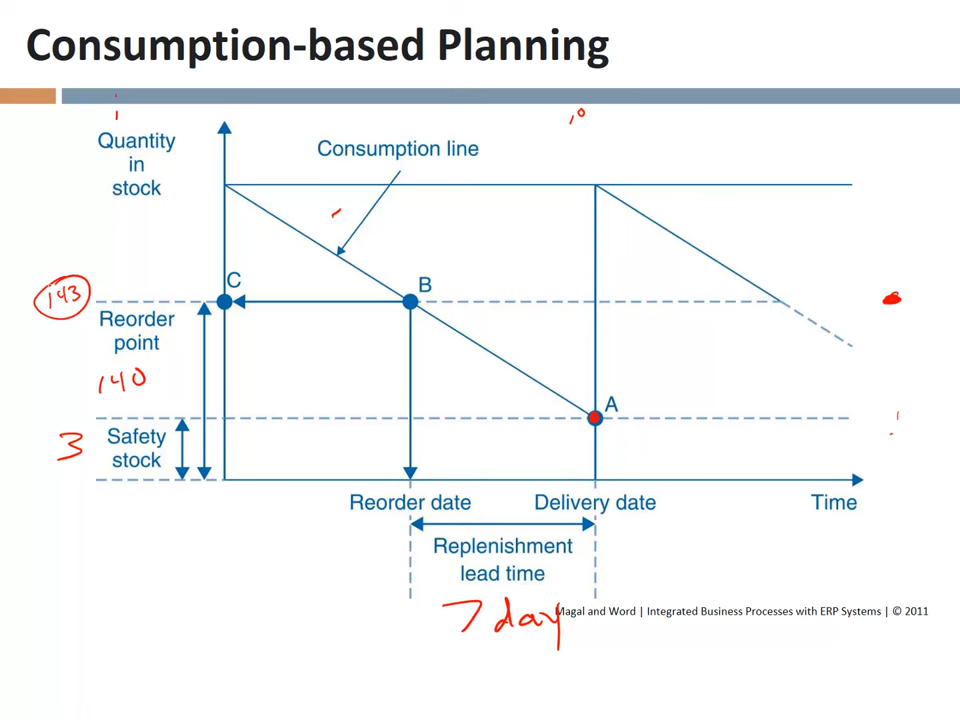 Consumption-based Planning
10
Quantity
in
stock
Consumption line
143
C
B
Reorder
point
140
A
3
Safety
stock
Reorder date
Delivery date
Time
Replenishment
lead time
7 day
Magal and Word | Integrated Business Processes with ERP Systems | © 2011